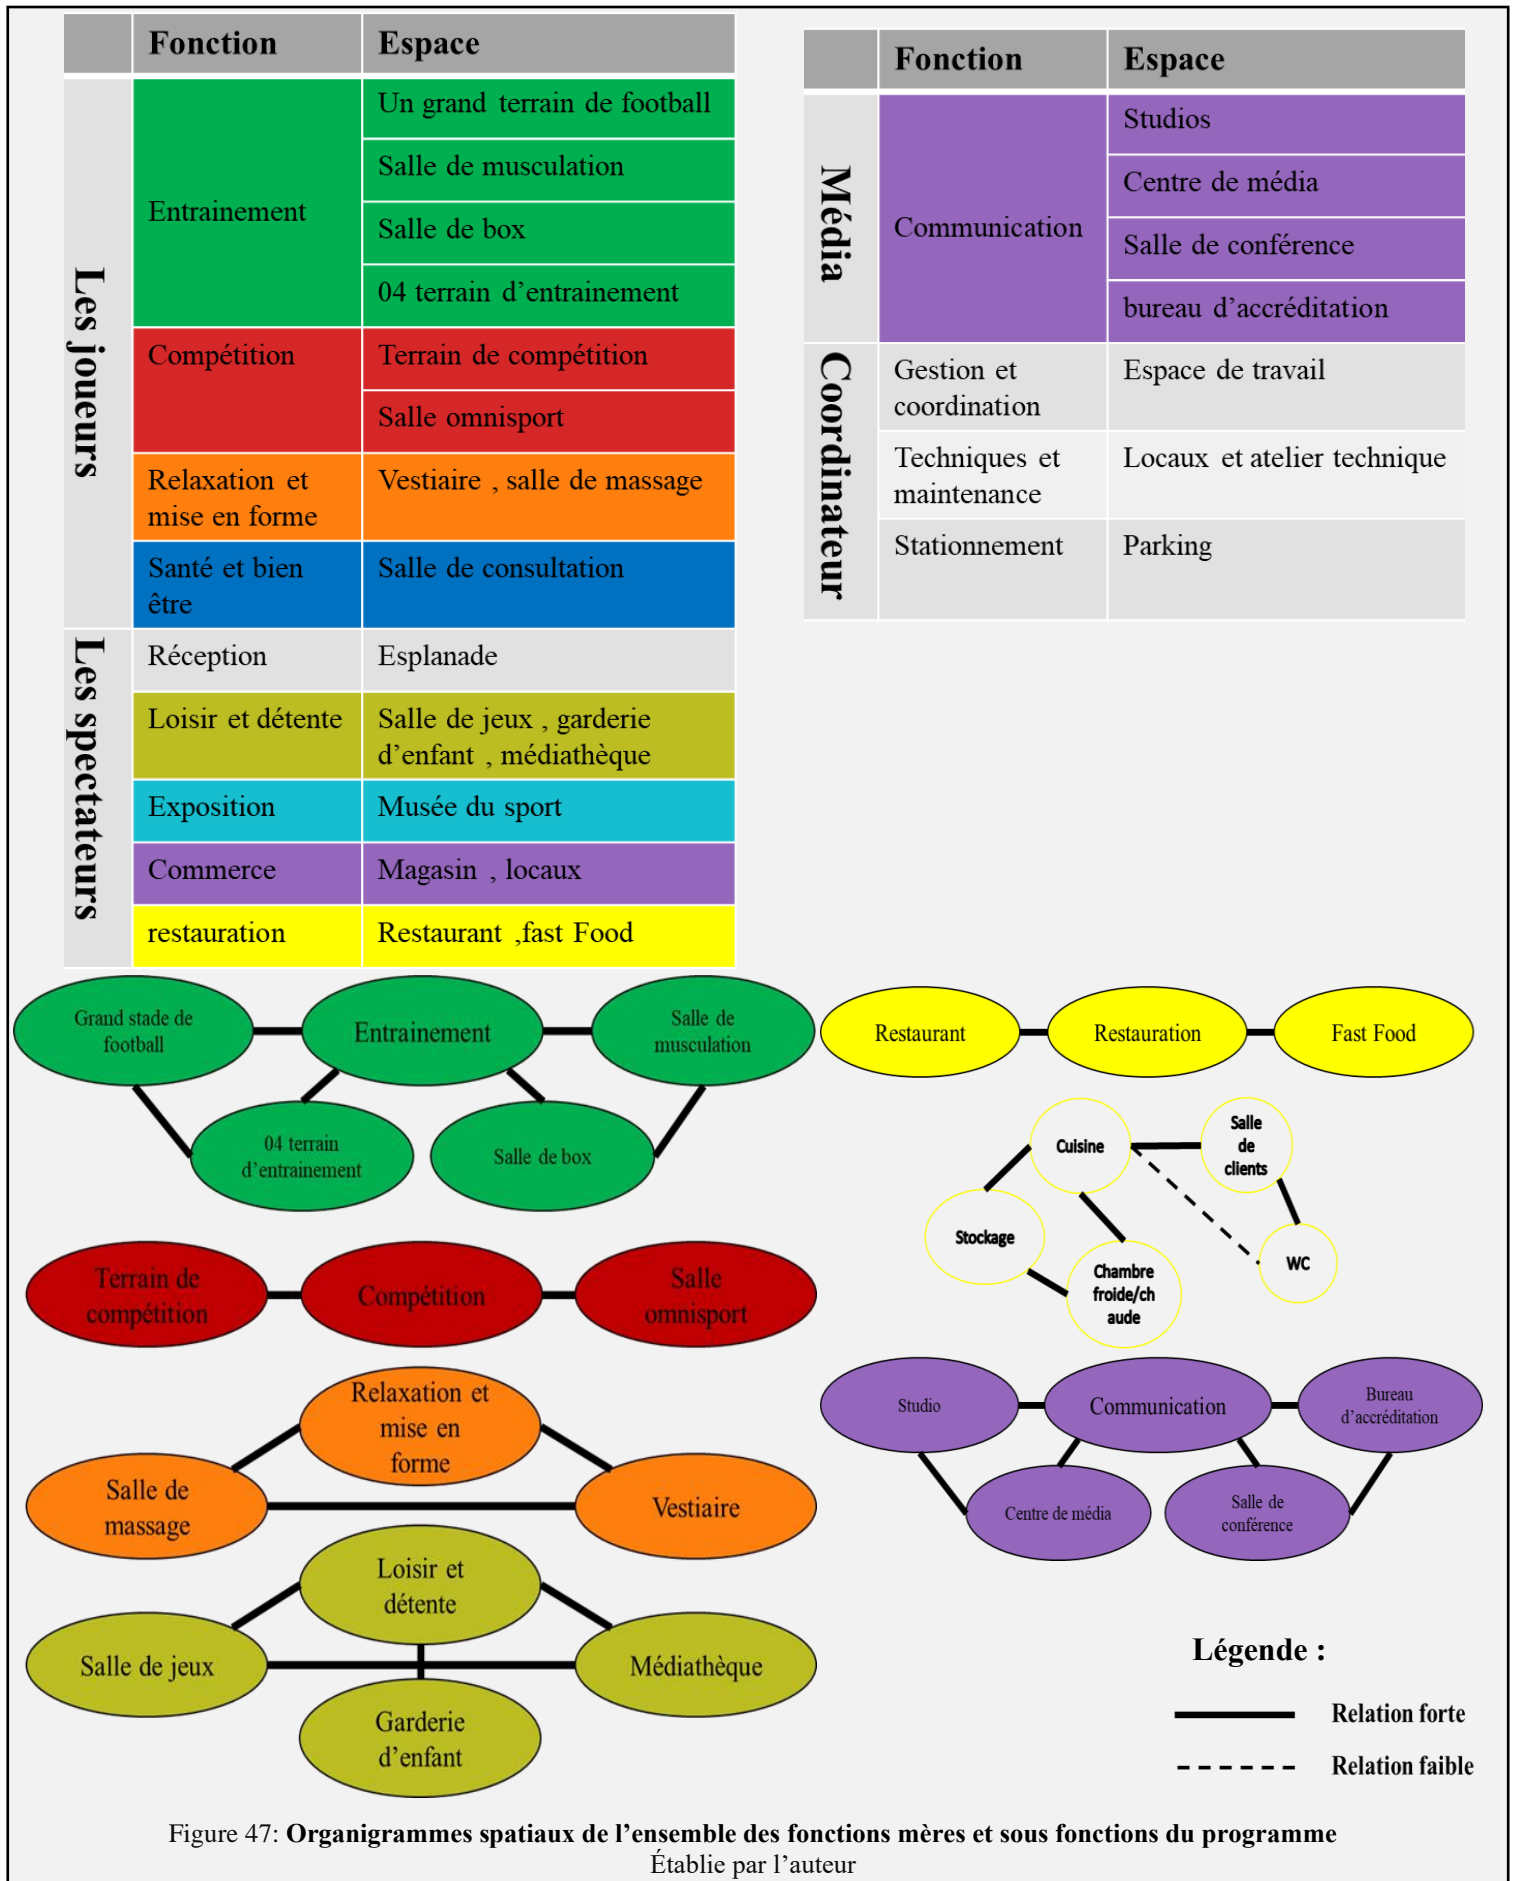 Fonction Espace
Les joueurs
Entrainement
Un grand terrain de football
Salle de musculation
Salle de box
04 terrain d’entrainement
Compétition
Terrain de compétition
Salle omnisport
Relaxation et
mise en forme
Vestiaire , salle de massage
Santé et bien
être
Salle de consultation
Les spectateurs
Réception
Esplanade
Loisir et détente
Salle de jeux , garderie
d’enfant , médiathèque
Exposition
Musée du sport
Commerce
Magasin , locaux
restauration
Restaurant ,fast Food
Fonction Espace
Média
Communication
Studios
Centre de média
Salle de conférence
bureau d’accréditation
Coordinateur
Gestion et
coordination
Espace de travail
Techniques et
maintenance
Locaux et atelier technique
Stationnement
Parking
Grand stade de
football
Entrainement
Salle de
musculation
04 terrain
d’entrainement
Salle de box
Terrain de
compétition
Compétition
Salle
omnisport
Relaxation et
mise en
forme
Salle de
massage
Vestiaire
Loisir et
détente
Salle de jeux
Médiathèque
Garderie
d’enfant
Restaurant
Restauration
Fast Food
Cuisine
Salle
de
clients
Stockage
Chambre
froide/ch
aude
WC
Studio
Communication
Bureau
d’accréditation
Centre de média
Salle de
conférence
Légende :
Relation forte
Relation faible
Figure 47: Organigrammes spatiaux de l’ensemble des fonctions mères et sous fonctions du programme
Établie par l’auteur